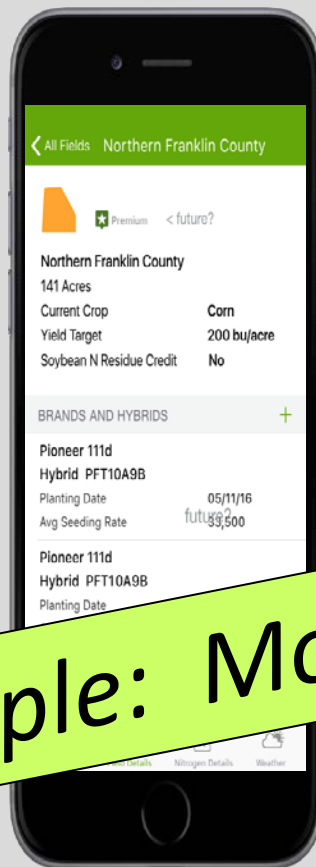 All Fields Northern Franklin County
Premium < future?
Northern Franklin County
141 Acres
Current Crop Corn
Yield Target 200 bu/acre
Soybean N Residue Credit No
BRANDS AND HYBRIDS +
Pioneer 111d
Hybrid PFT10A9B
Planting Date 05/11/16
Avg Seeding Rate 33,500
future?
Pioneer 111d
Hybrid PFT10A9B
Planting Date
ple: Mo
Details Nitrogen Details Weather